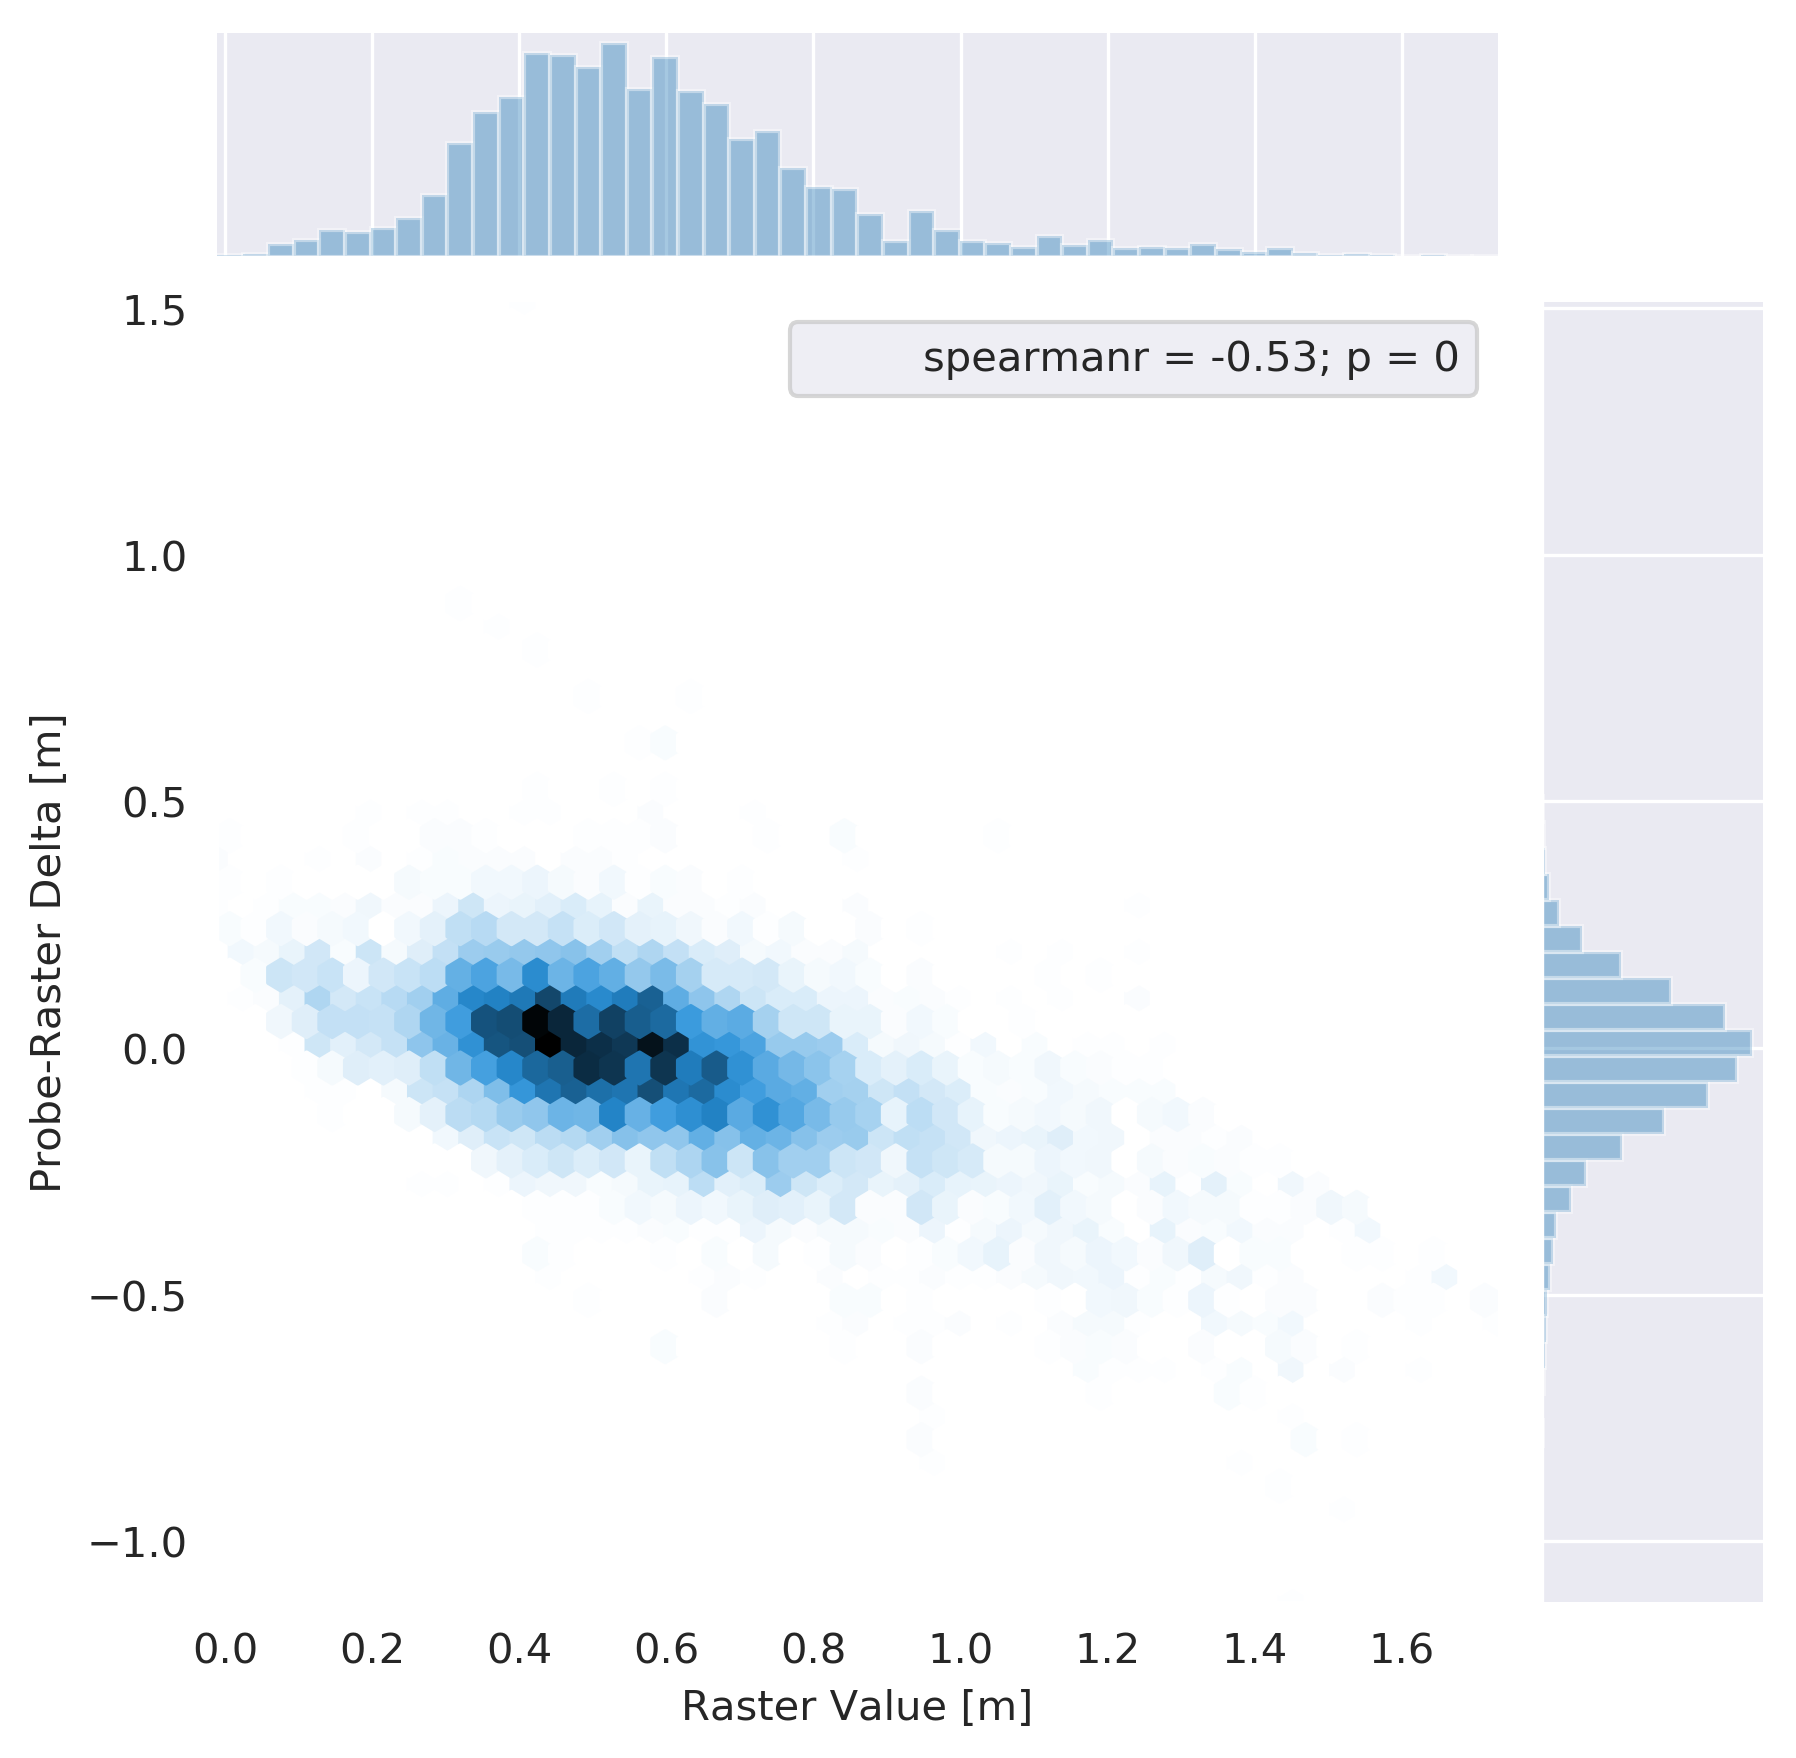 1.5
spearmanr = -0.53; p = 0
1.0
0.5
0.0
−0.5
−1.0
Probe-Raster Delta [m]
0.0 0.2 0.4 0.6 0.8 1.0 1.2 1.4 1.6
Raster Value [m]